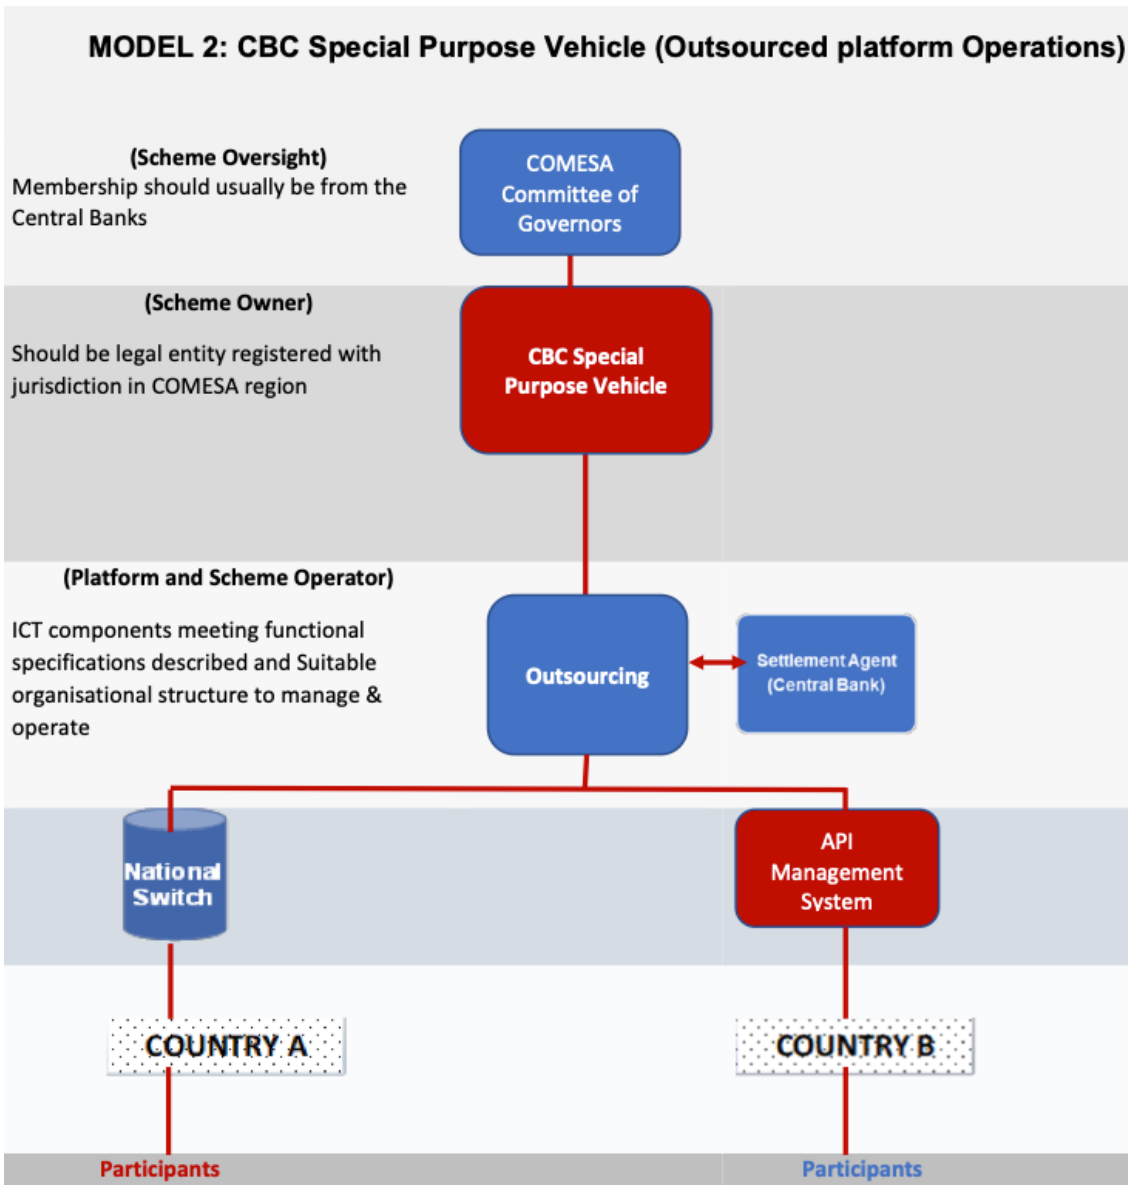 MODEL 2: CBC Special Purpose Vehicle (Outsourced platform Operations)
(Scheme Oversight)
Membership should usually be from the
Central Banks
COMESA
Committee of
Governors
(Scheme Owner)
Should be legal entity registered with
jurisdiction in COMESA region
CBC Special
Purpose Vehicle
(Platform and Scheme Operator)
ICT components meeting functional
specifications described and Suitable
organisational structure to manage &
operate
Outsourcing
Settlement Agent
(Central Bank)
National
Switch
API
Management
System
COUNTRY A
COUNTRY B
Participants
Participants